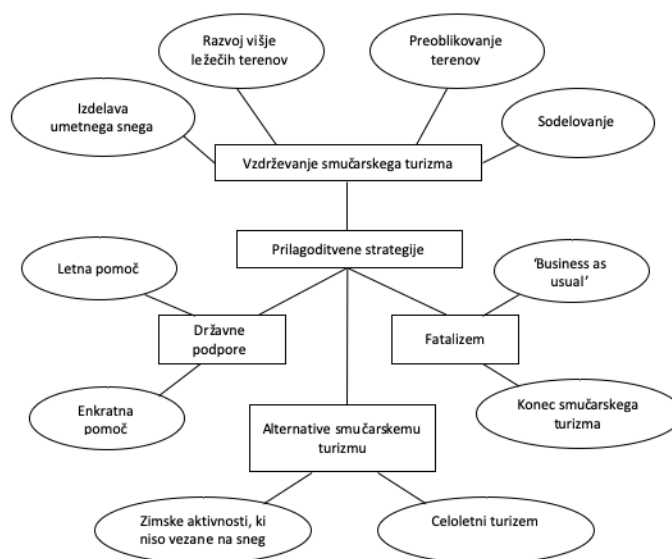 Razvoj višje
ležečih terenov
Preoblikovanje
terenov
Izdelava
umetnega snega
Sodelovanje
Vzdrževanje smučarskega turizma
Prilagoditvene strategije
Letna pomoč
'Business as
usual'
Državne
podpore
Fatalizem
Enkratna
pomoč
Alternative smučarskemu
turizmu
Konec smučarskega
turizma
Zimske aktivnosti, ki
niso vezane na sneg
Celoletni turizem